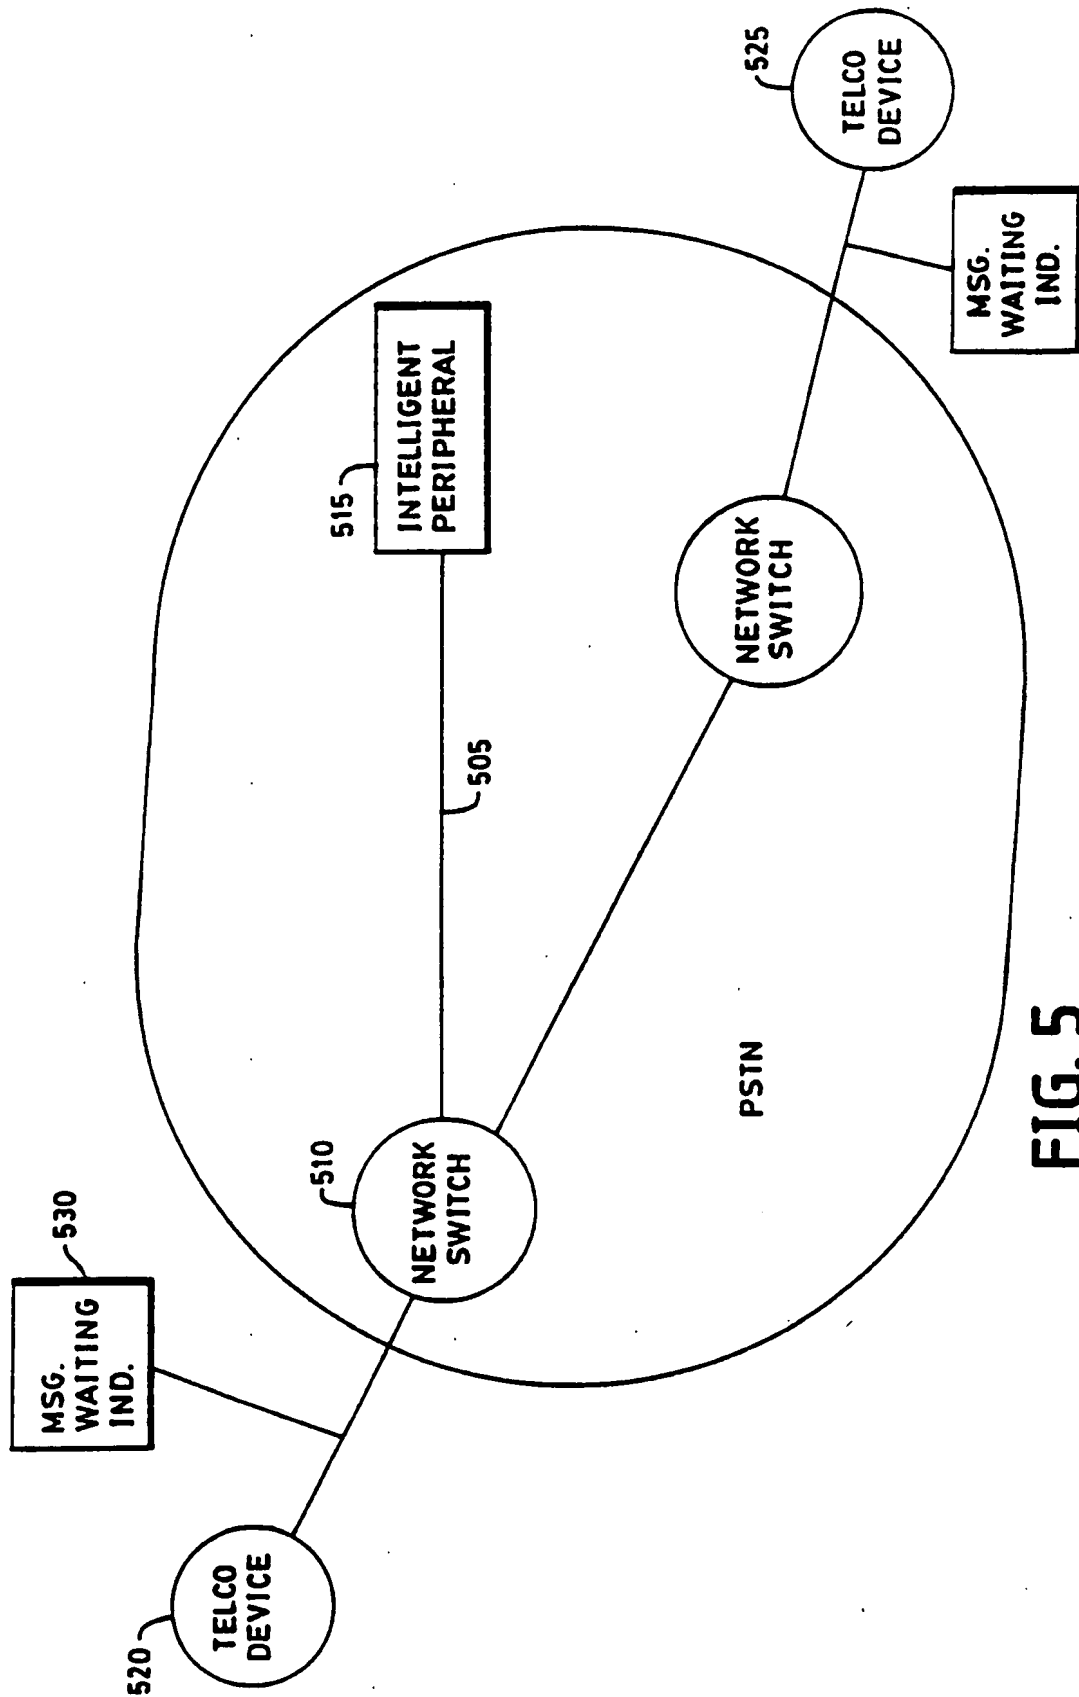 520
TELCO
DEVICE
MSG.
WAITING
IND.
530
510
NETWORK
SWITCH
505
515
INTELLIGENT
PERIPHERAL
PSTN
NETWORK
SWITCH
525
TELCO
DEVICE
MSG.
WAITING
IND.
FIG. 5